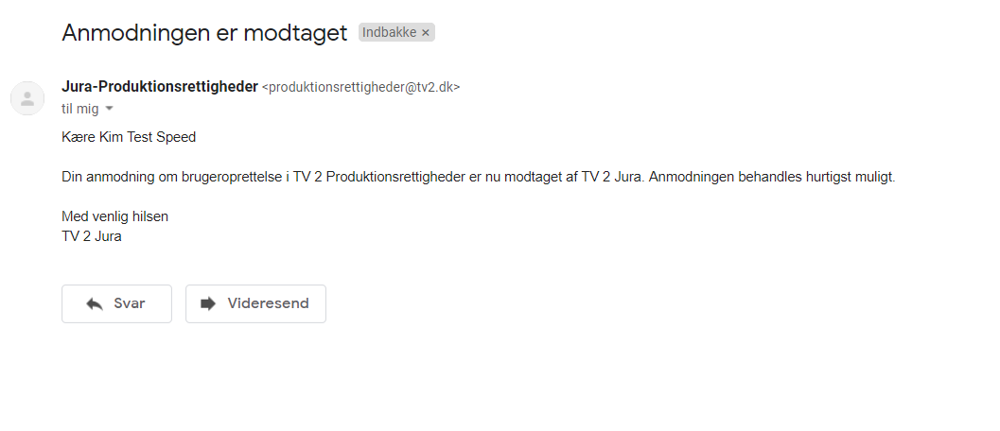 Anmodningen er modtaget Indbakke ×
Jura-Produktionsrettigheder <produktionsrettigheder@tv2.dk>
til mig
Kære Kim Test Speed
Din anmodning om brugeroprettelse i TV 2 Produktionsrettigheder er nu modtaget af TV 2 Jura. Anmodningen behandles hurtigst muligt.
Med venlig hilsen
TV 2 Jura
Svar Videresend